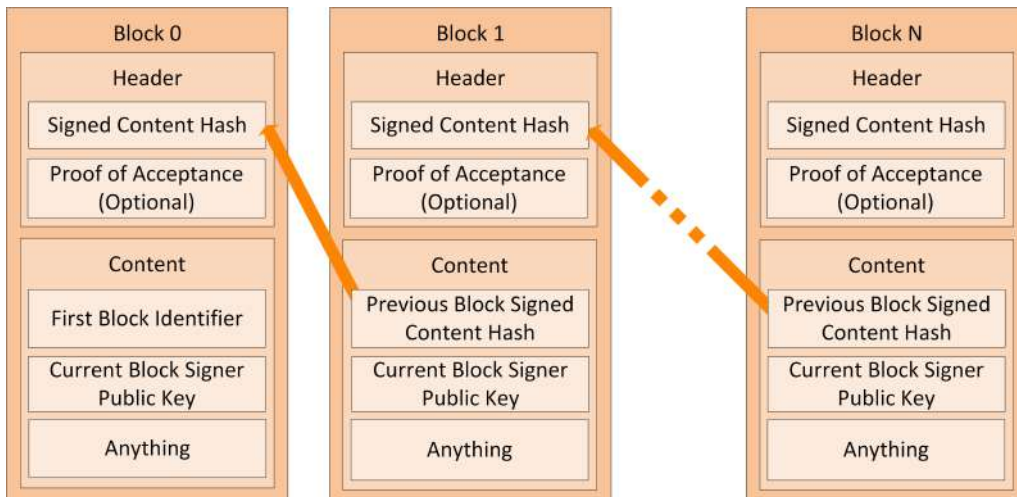 Block 0
Header
Signed Content Hash
Proof of Acceptance
(Optional)
Content
First Block Identifier
Current Block Signer
Public Key
Anything
Block 1
Header
Signed Content Hash
Proof of Acceptance
(Optional)
Content
Previous Block Signed
Content Hash
Current Block Signer
Public Key
Anything
Block N
Header
Signed Content Hash
Proof of Acceptance
(Optional)
Content
Previous Block Signed
Content Hash
Current Block Signer
Public Key
Anything